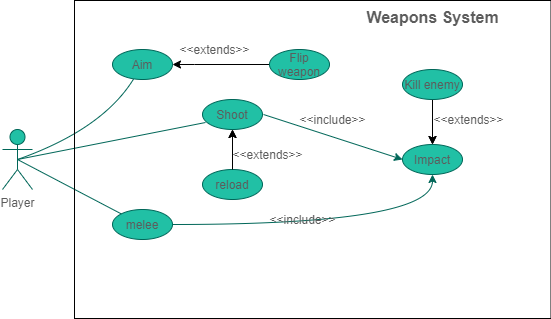 Weapons System
<<extends>>
Aim
Flip
weapon
Kill enemy
Shoot
<<include>>
<<extends>>
<<extends>>
Impact
reload
Player
melee
<<include>>